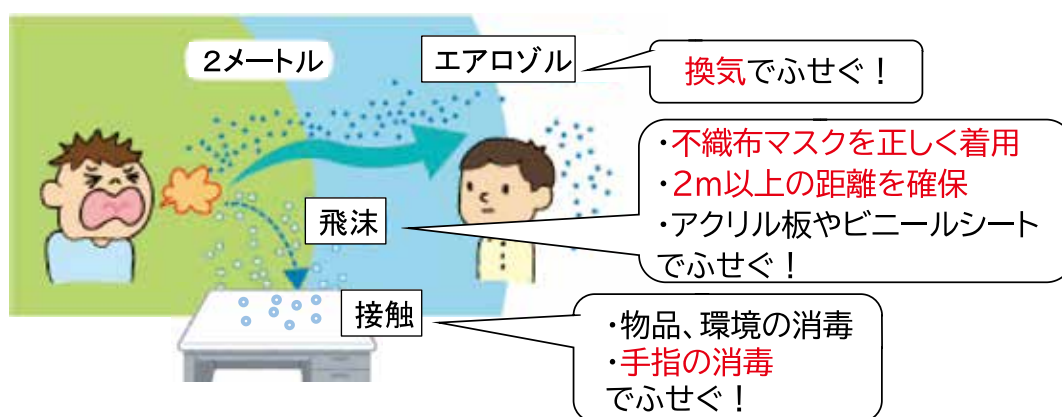 ２メートル
エアロゾル
換気でふせぐ！
・不織布マスクを正しく着用
・２ｍ以上の距離を確保
・アクリル板やビニールシート
でふせぐ！
飛沫
接触
・物品、環境の消毒
・手指の消毒
でふせぐ！